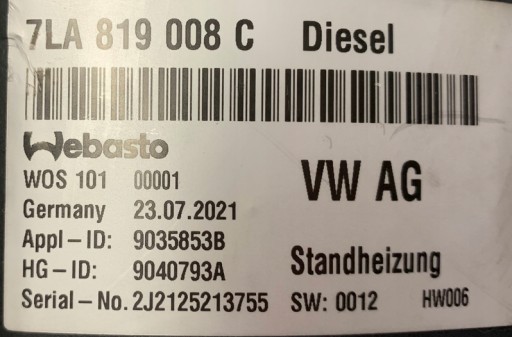 7LA 819 008 C Diesel
Webasto
WOS 101 00001
VW AG
Germany 23.07.2021
Appl-ID: 9035853B
Standheizung
HG-ID: 9040793A
Serial-No. 2J2125213755 SW: 0012 HW006